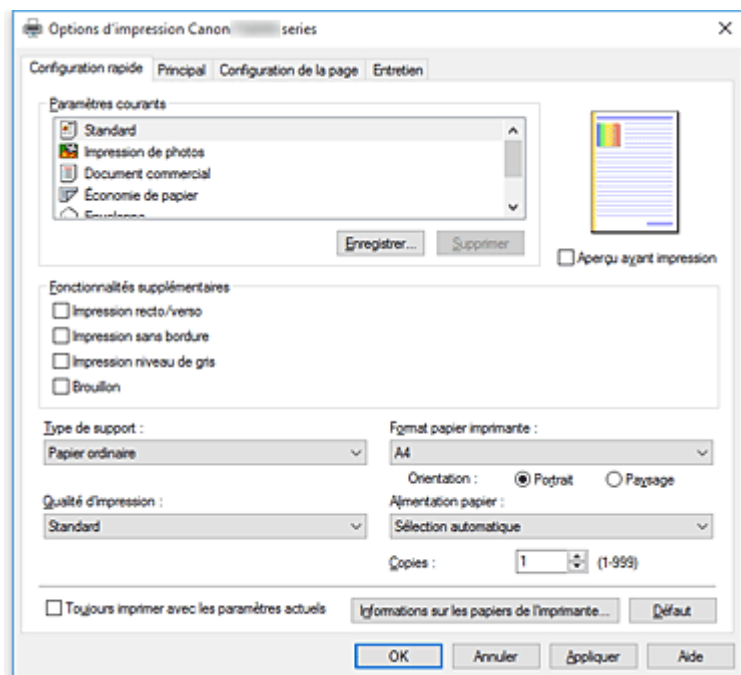 Options d'impression Canon series
Configuration rapide Principal Configuration de la page Entretien
Paramètres courants
Standard
Impression de photos
Document commercial
Économie de papier
Enregistrer... Supprimer
Aperçu avant impression
Fonctionnalités supplémentaires
Impression recto/verso
Impression sans bordure
Impression niveau de gris
Brouillon
Type de support : Format papier imprimante :
Papier ordinaire A4
Orientation : Portrait Paysage
Qualité d'impression : Alimentation papier :
Standard Sélection automatique
Copies : 1 (1-999)
Toujours imprimer avec les paramètres actuels Informations sur les papiers de l'imprimante... Défaut
OK Annuler Appliquer Aide